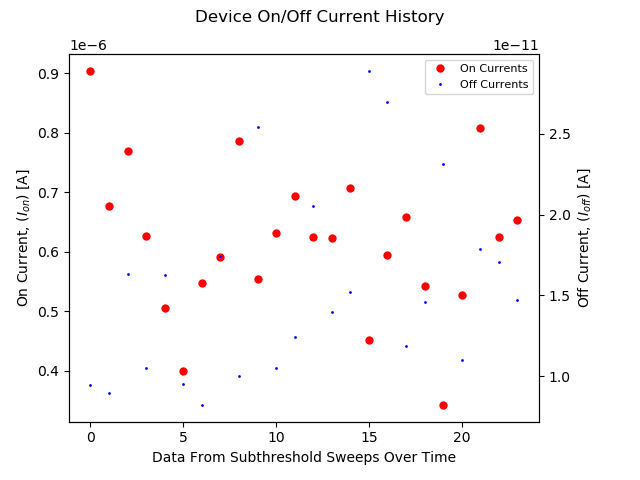 Device On/Off Current History
1e−6
1e−11
On Currents
Off Currents
0.9
0.8
0.7
0.6
0.5
0.4
2.5
2.0
1.5
1.0
On Current, (I_on) [A]
Off Current, (I_off) [A]
0 5 10 15 20
Data From Subthreshold Sweeps Over Time